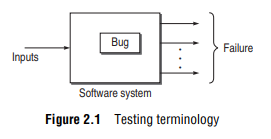 Bug
Failure
Inputs
Software system
Figure 2.1 Testing terminology